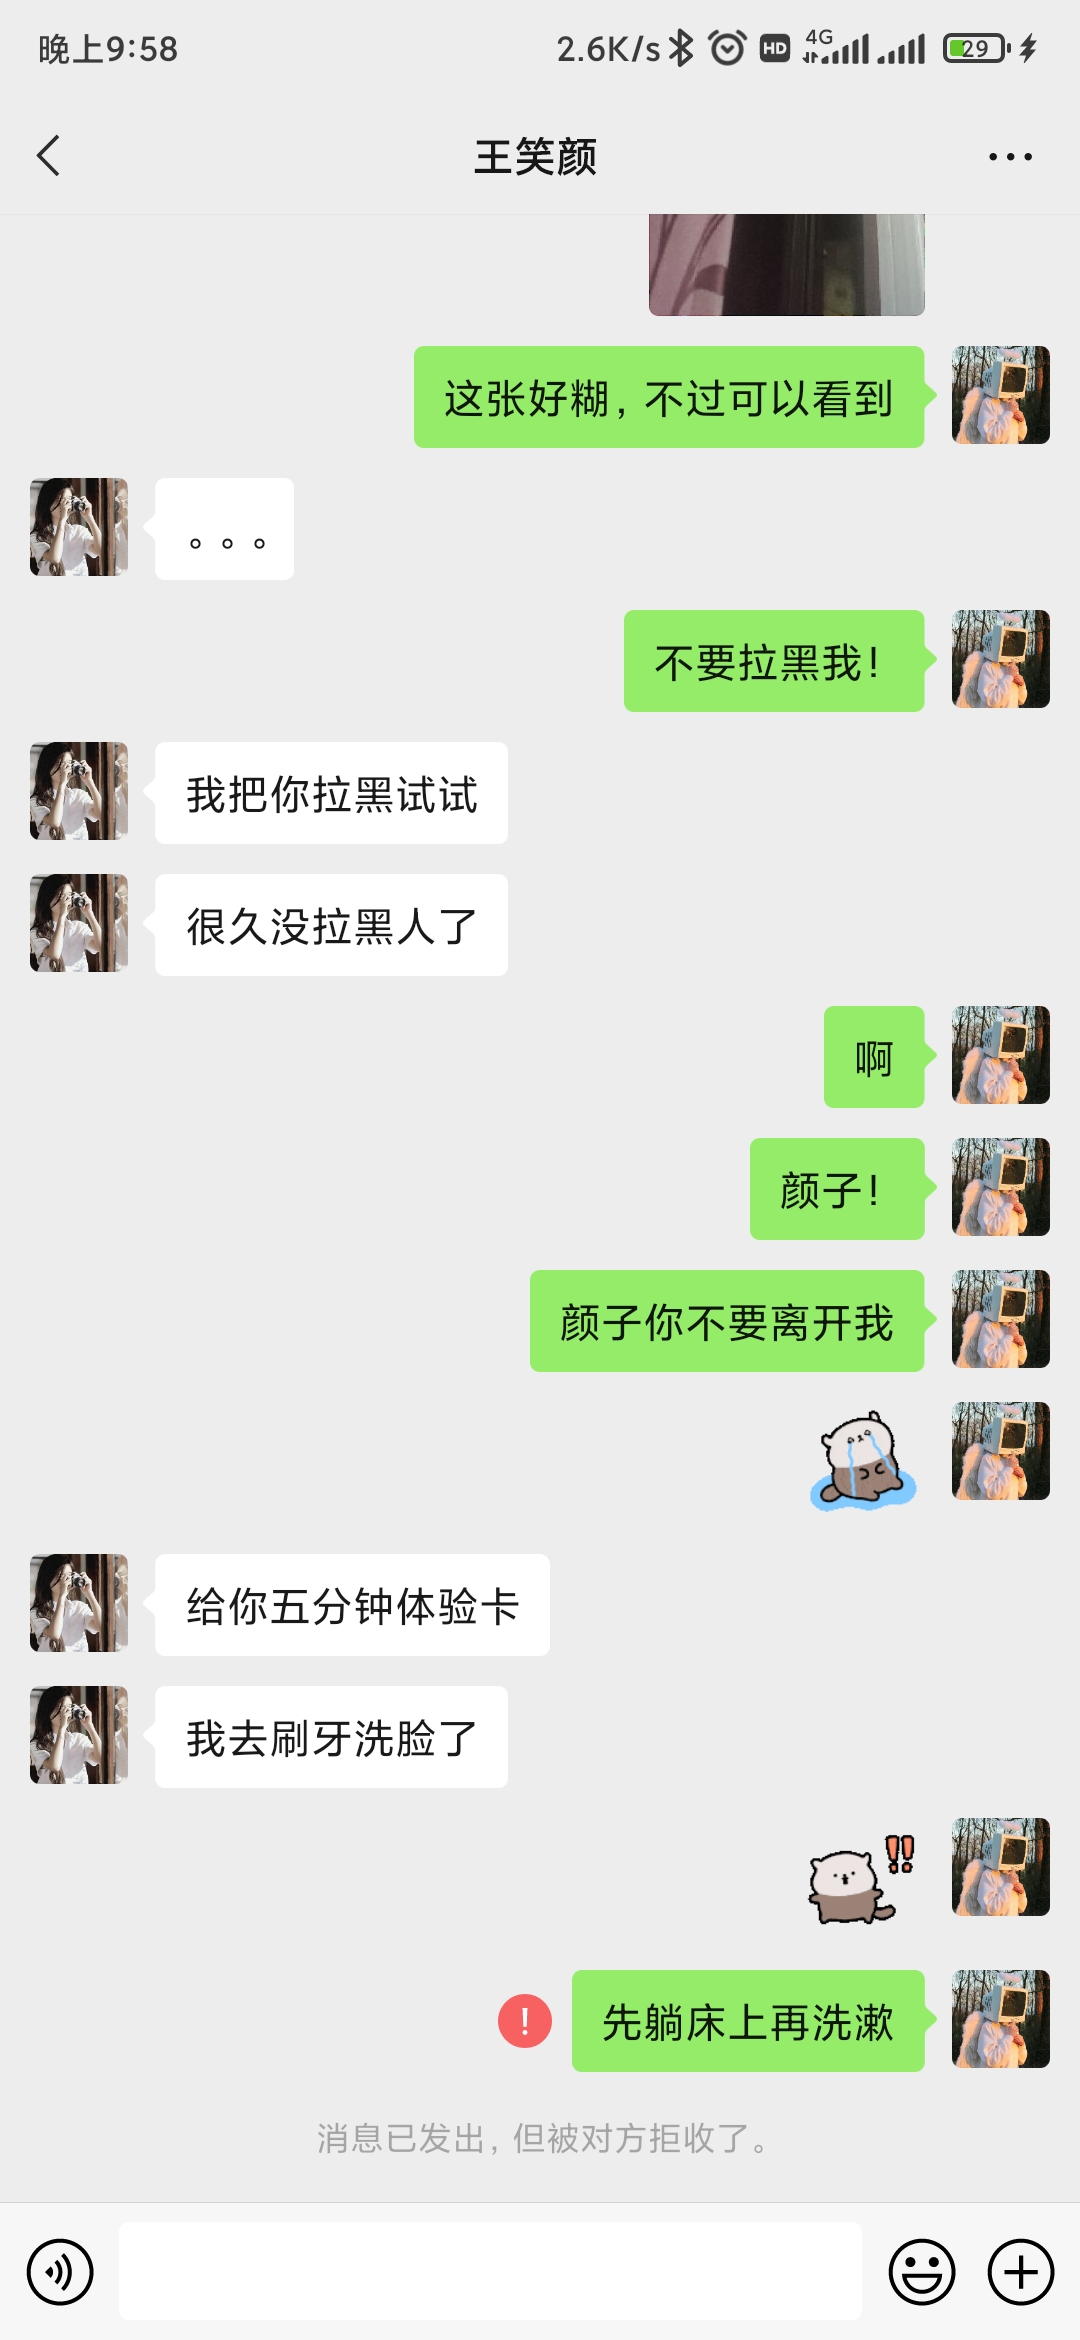 晚上9:58
2.6K/s HD 4G 29
王笑颜
这张好糊，不过可以看到
。。。
不要拉黑我！
我把你拉黑试试
很久没拉黑人了
啊
颜子！
颜子你不要离开我
给你五分钟体验卡
我去刷牙洗脸了
!!
!
先躺床上再洗漱
消息已发出，但被对方拒收了。